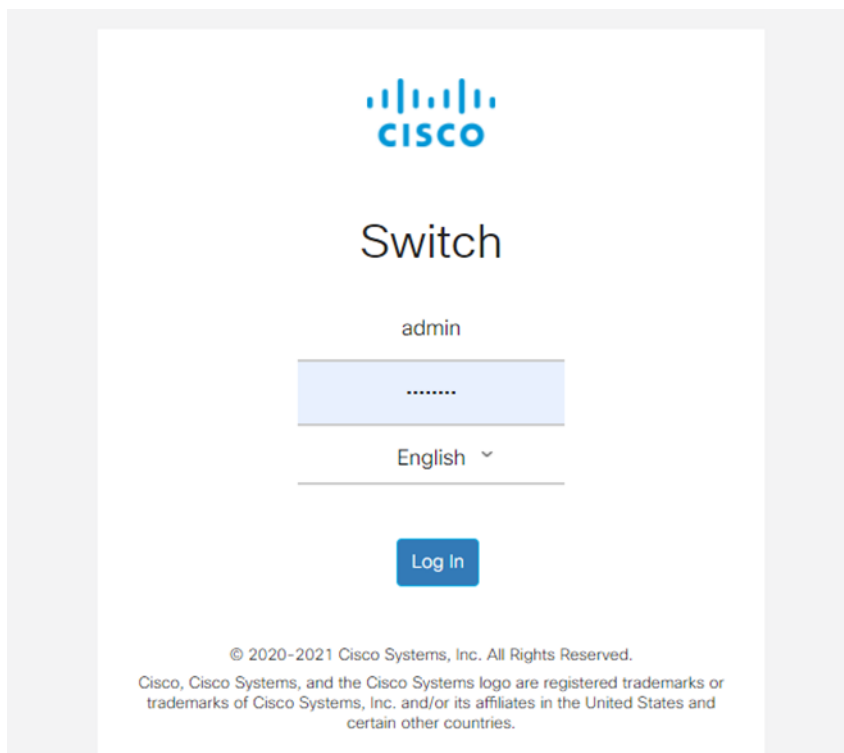 CISCO
Switch
admin
········
English
Log In
© 2020-2021 Cisco Systems, Inc. All Rights Reserved.
Cisco, Cisco Systems, and the Cisco Systems logo are registered trademarks or
trademarks of Cisco Systems, Inc. and/or its affiliates in the United States and
certain other countries.